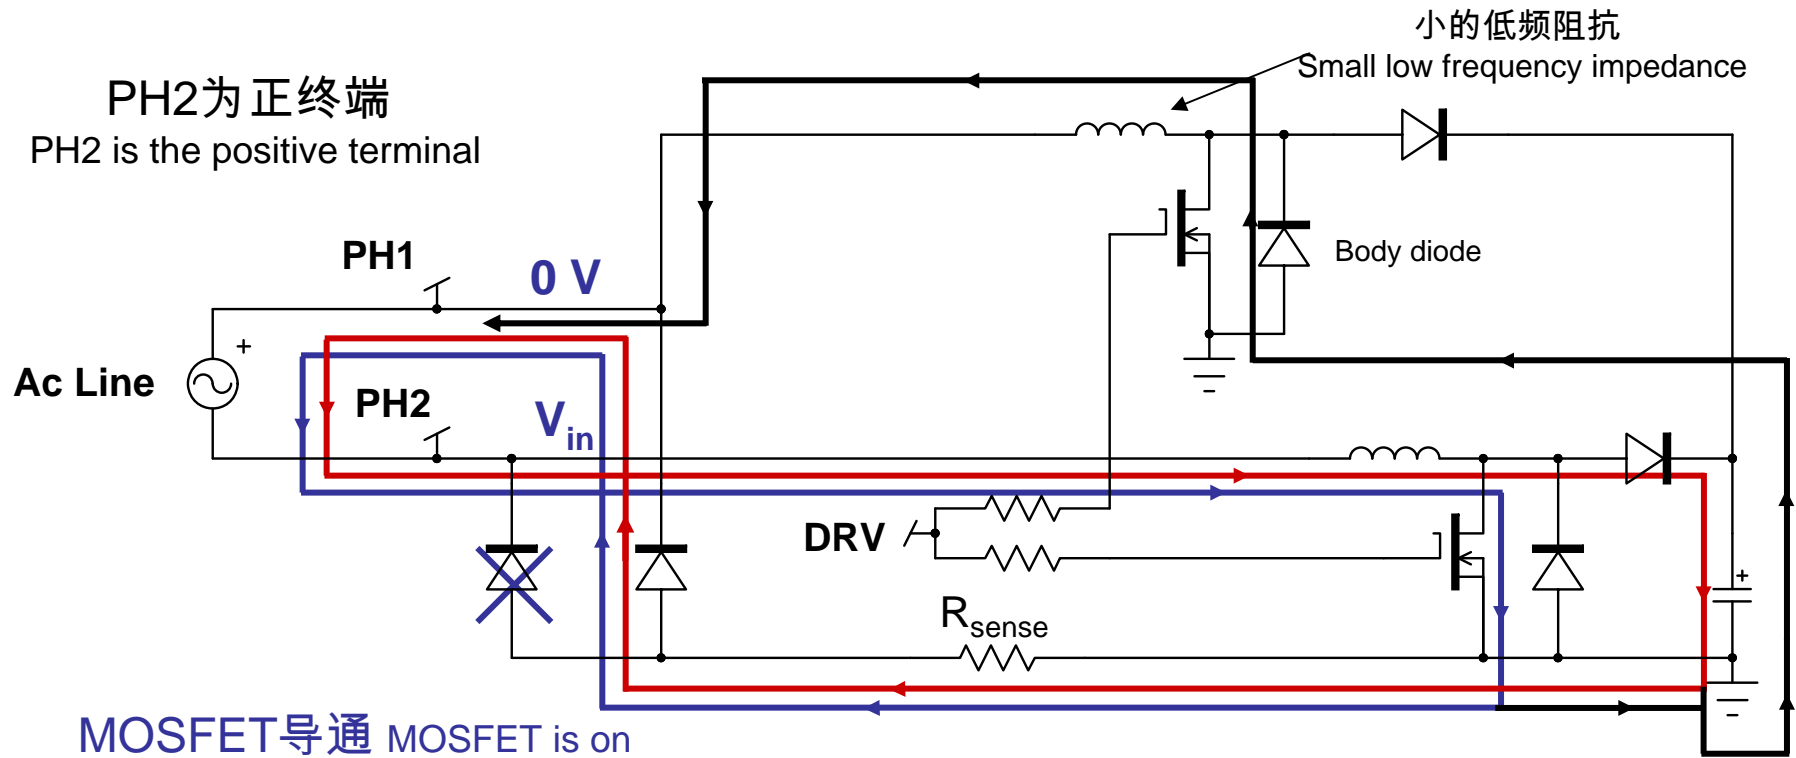 小的低频阻抗
Small low frequency impedance
PH2为正终端
PH2 is the positive terminal
PH1
0 V
Body diode
+
Ac Line
PH2
Vin
DRV
+
Rsense
MOSFET导通 MOSFET is on